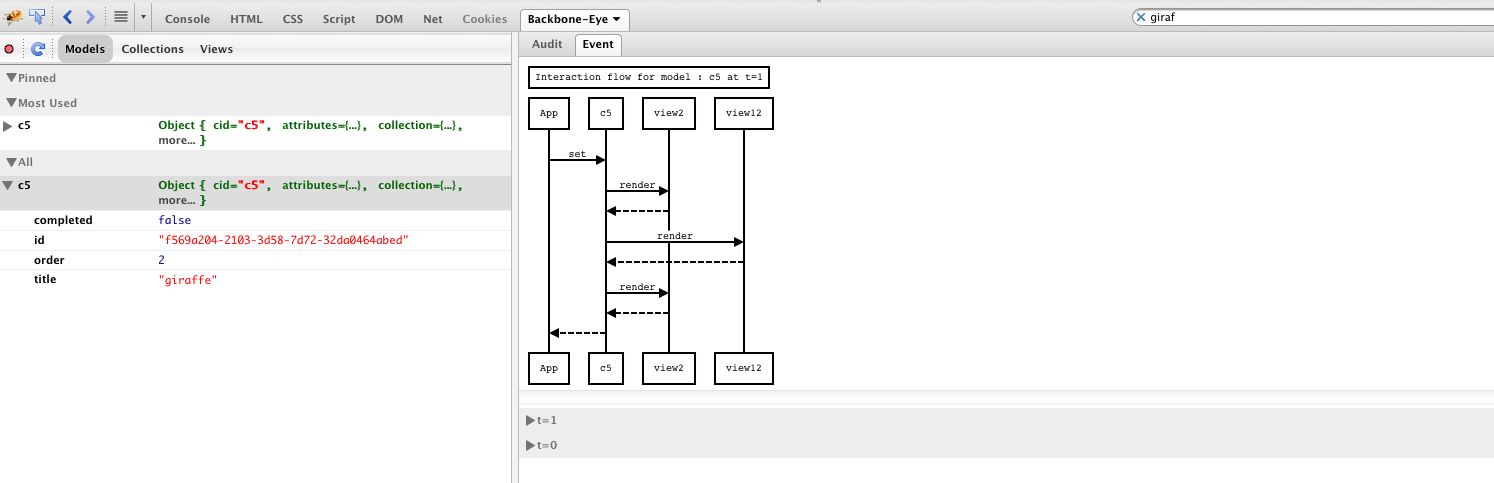 Console HTML CSS Script DOM Net Cookies Backbone-Eye giraf
Models Collections Views
Pinned
Most Used
c5 Object { cid="c5", attributes={...}, collection={...},
more... }
All
c5 Object { cid="c5", attributes={...}, collection={...},
more... }
completed false
id "f569a204-2103-3d58-7d72-32da0464abed"
order 2
title "giraffe"
Audit Event
Interaction flow for model : c5 at t=1
App c5 view2 view12
set
render
render
render
App c5 view2 view12
t=1
t=0